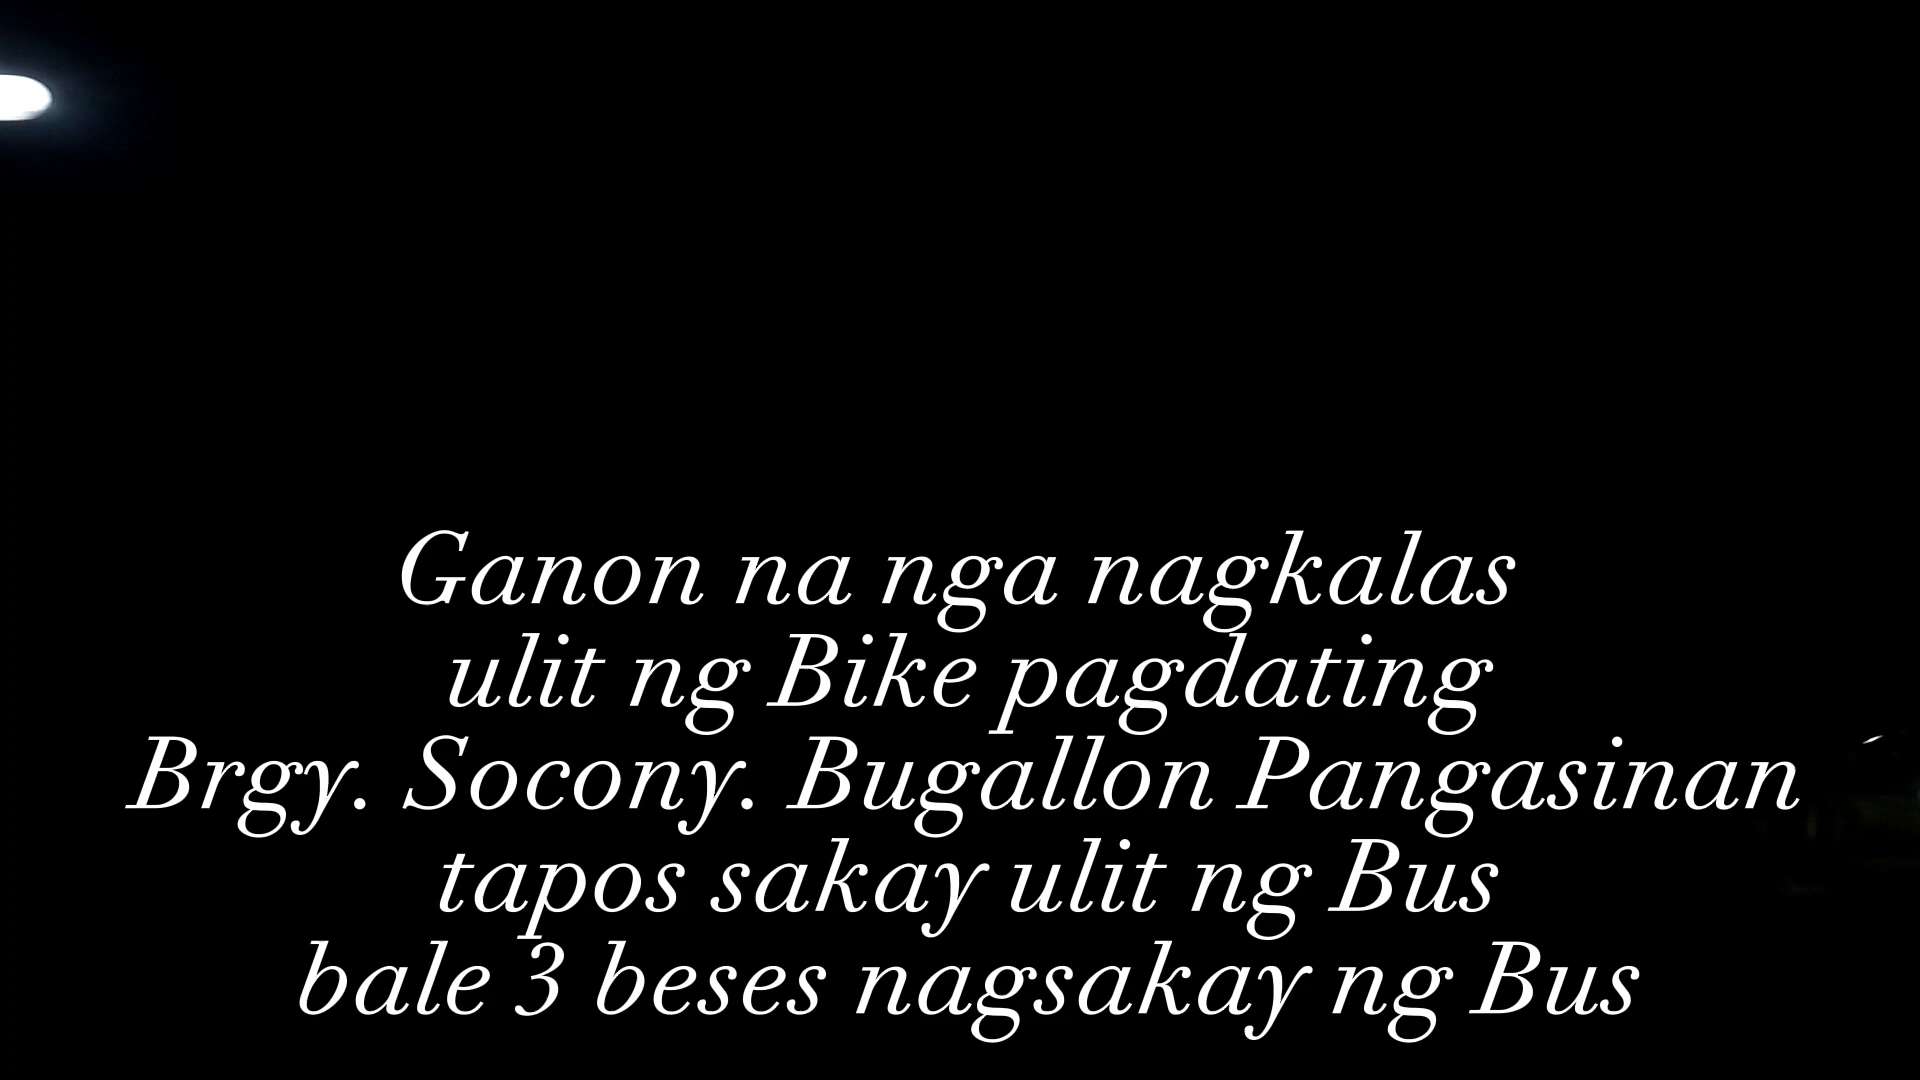 Ganon na nga nagkalas
ulit ng Bike pagdating
Brgy. Socony. Bugallon Pangasinan
tapos sakay ulit ng Bus
bale 3 beses nagsakay ng Bus